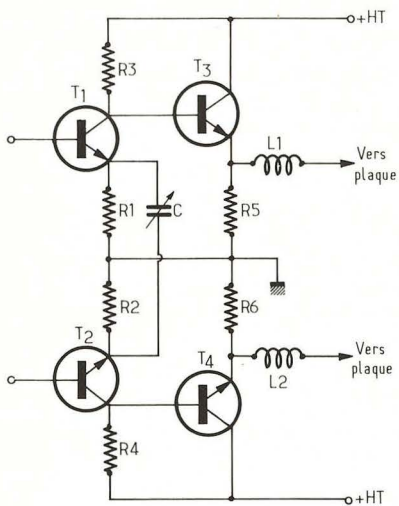 +HT
R3
T1
T3
L1
Vers
plaque
R1
C
R5
R2
R6
T2
T4
Vers
plaque
L2
R4
+HT